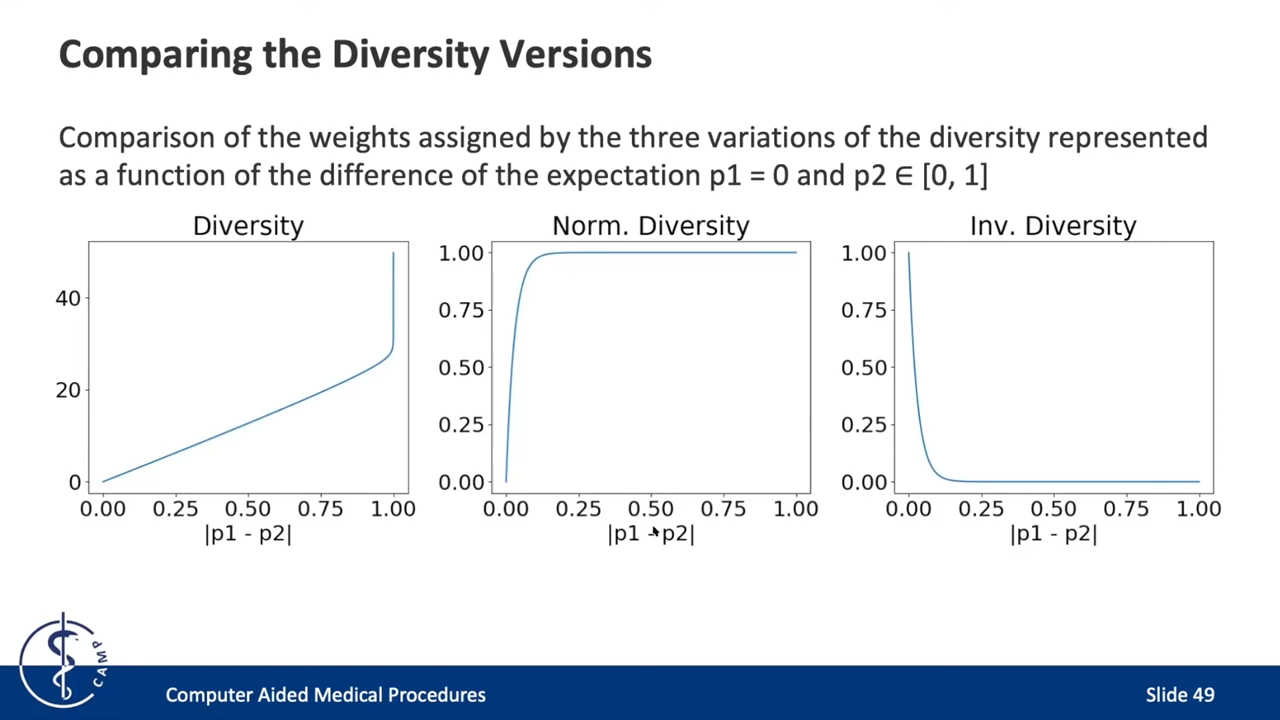 Comparing the Diversity Versions
Comparison of the weights assigned by the three variations of the diversity represented
as a function of the difference of the expectation p1 = 0 and p2 ∈ [0, 1]
Diversity
40
20
0
0.00 0.25 0.50 0.75 1.00
|p1 - p2|
Norm. Diversity
1.00
0.75
0.50
0.25
0.00
0.00 0.25 0.50 0.75 1.00
|p1 - p2|
Inv. Diversity
1.00
0.75
0.50
0.25
0.00
0.00 0.25 0.50 0.75 1.00
|p1 - p2|
CAMP
Computer Aided Medical Procedures
Slide 49